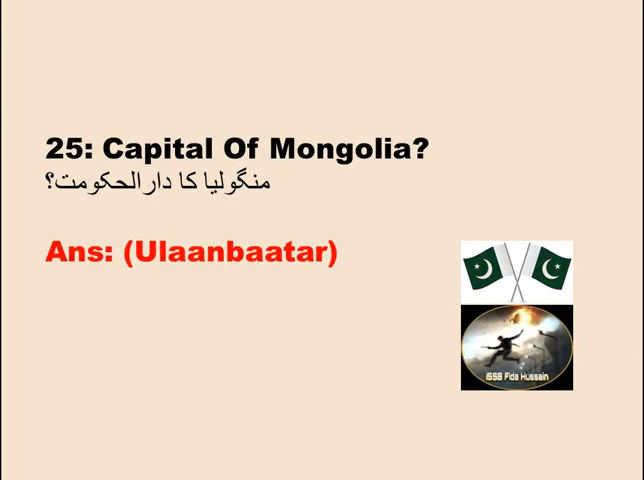 25: Capital Of Mongolia?
منگولیا کا دارالحکومت؟
Ans: (Ulaanbaatar)
ISSB Fida Hussain